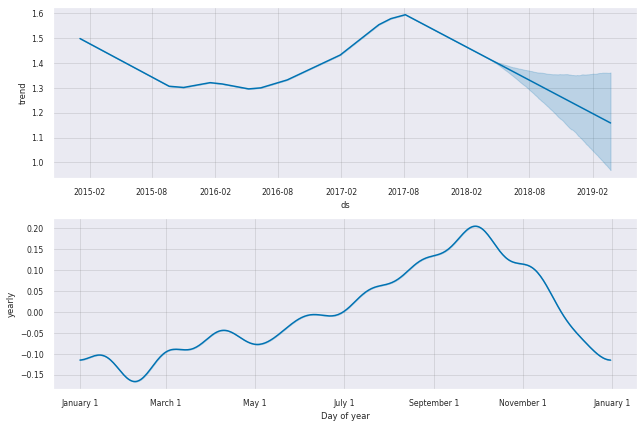 1.6
1.5
1.4
1.3
1.2
1.1
1.0
trend
2015-02 2015-08 2016-02 2016-08 2017-02 2017-08 2018-02 2018-08 2019-02
ds
0.20
0.15
0.10
0.05
0.00
−0.05
−0.10
−0.15
yearly
January 1 March 1 May 1 July 1 September 1 November 1 January 1
Day of year